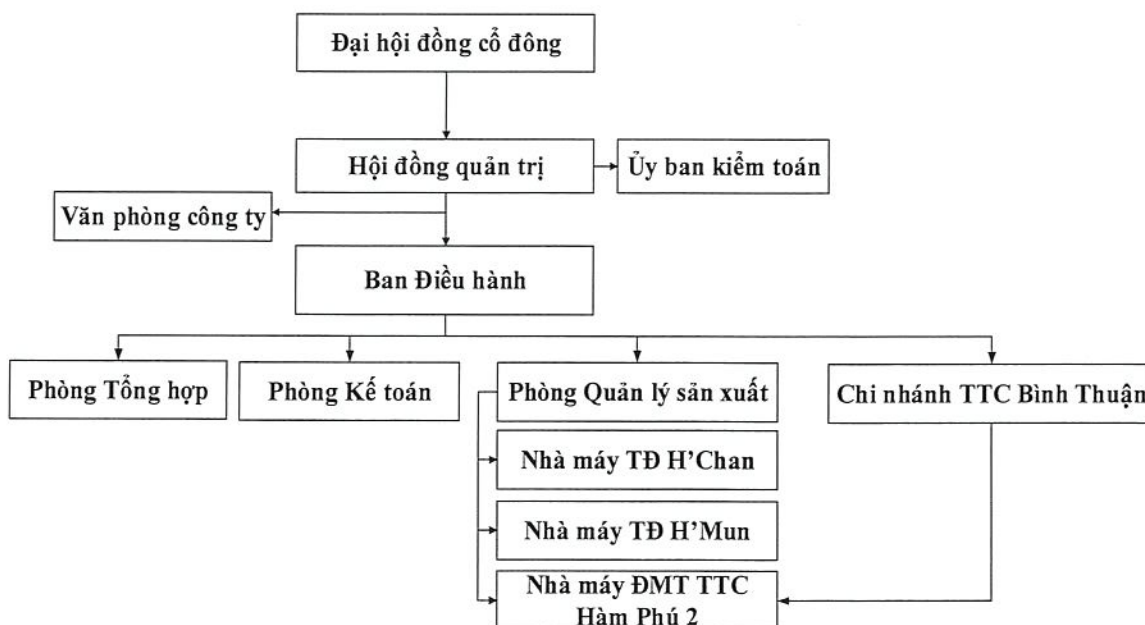 Đại hội đồng cổ đông
Hội đồng quản trị
Ủy ban kiểm toán
Văn phòng công ty
Ban Điều hành
Phòng Tổng hợp
Phòng Kế toán
Phòng Quản lý sản xuất
Chi nhánh TTC Bình Thuận
Nhà máy TĐ H’Chan
Nhà máy TĐ H’Mun
Nhà máy ĐMT TTC
Hàm Phú 2